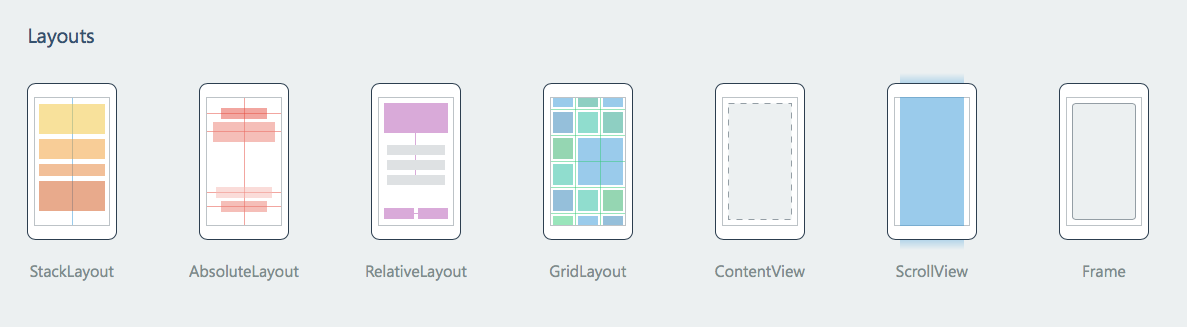 Layouts
StackLayout AbsoluteLayout RelativeLayout GridLayout ContentView ScrollView Frame